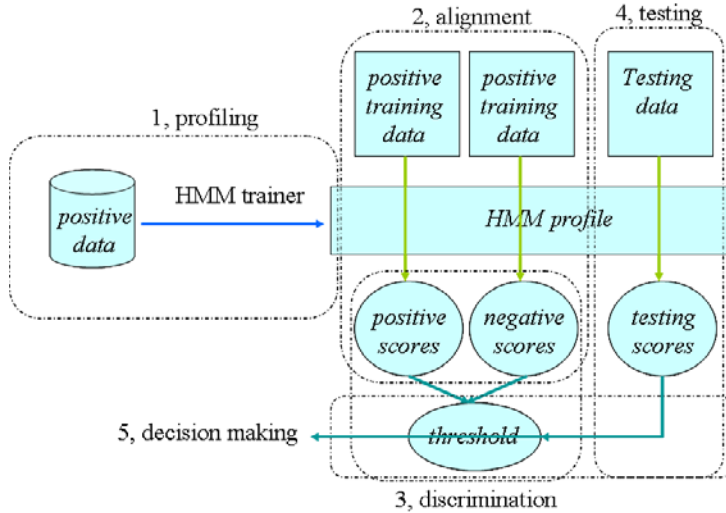 2, alignment
4, testing
positive
training
data
positive
training
data
Testing
data
1, profiling
HMM trainer
positive
data
HMM profile
positive
scores
negative
scores
testing
scores
5, decision making
threshold
3, discrimination